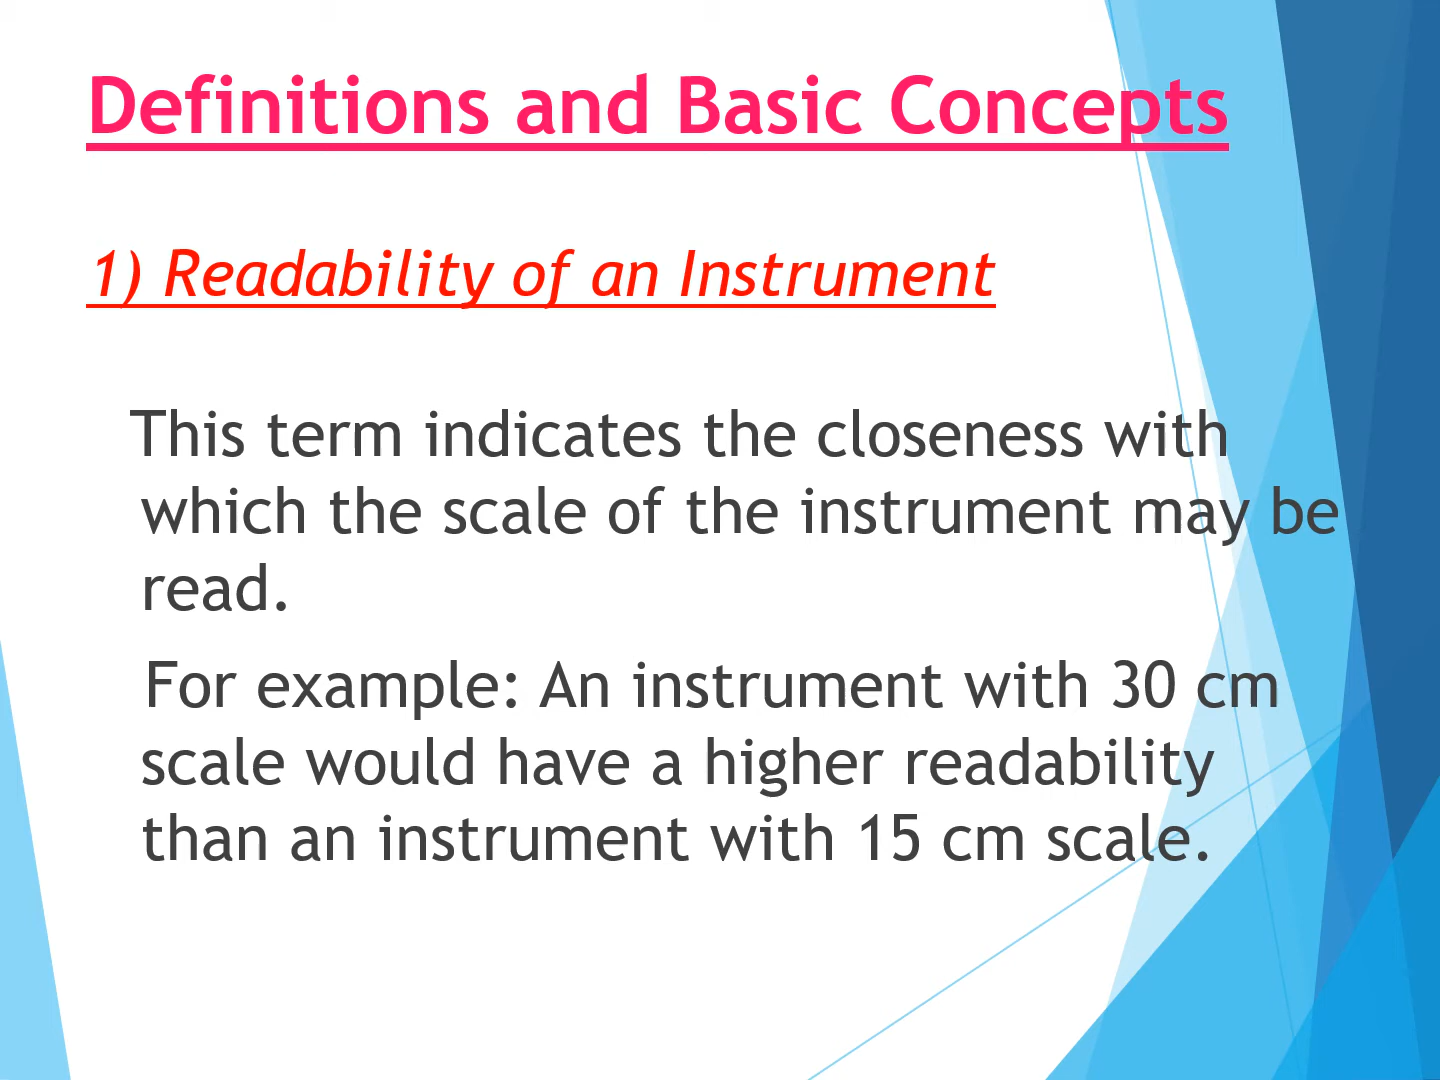 Definitions and Basic Concepts
1) Readability of an Instrument
This term indicates the closeness with
which the scale of the instrument may be
read.
For example: An instrument with 30 cm
scale would have a higher readability
than an instrument with 15 cm scale.